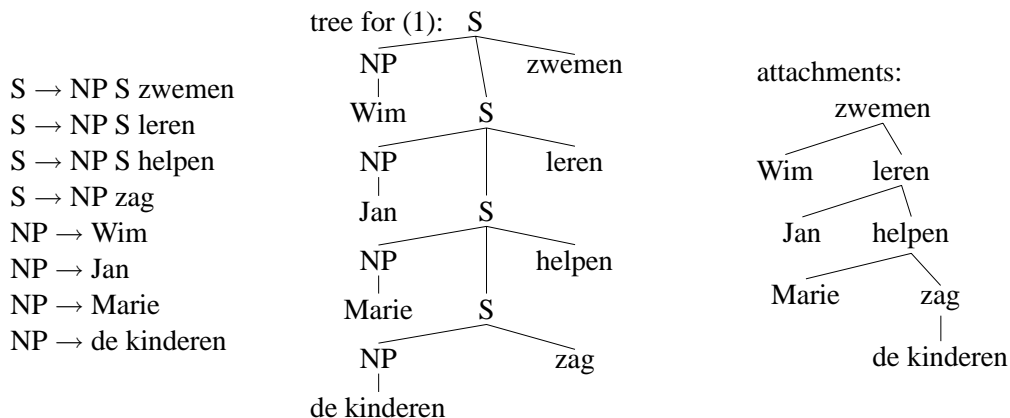 S → NP S zwemen
S → NP S leren
S → NP S helpen
S → NP zag
NP → Wim
NP → Jan
NP → Marie
NP → de kinderen
tree for (1): S
NP zwemen
Wim S
NP leren
Jan S
NP helpen
Marie S
NP zag
de kinderen
attachments:
zwemen
Wim leren
Jan helpen
Marie zag
de kinderen